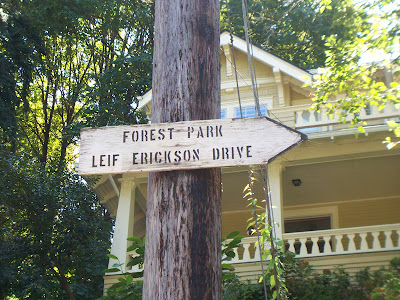 FOREST PARK
LEIF ERICKSON DRIVE